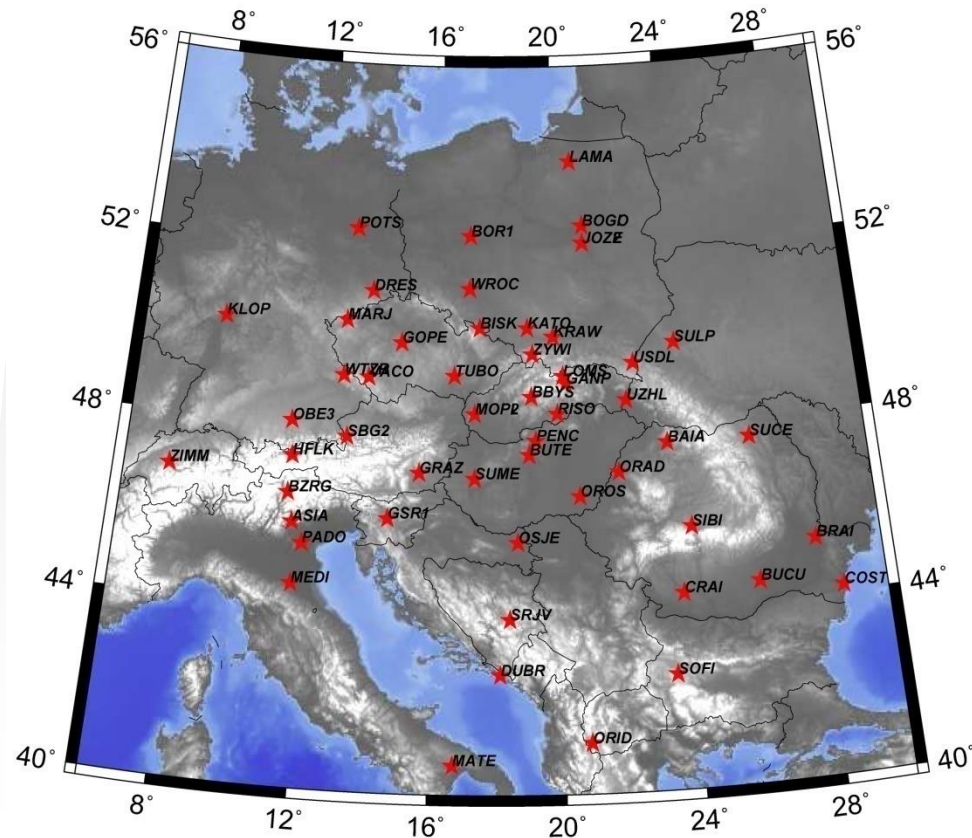 8° 12° 16° 20° 24° 28°
56° 56°
LAMA
52° 52°
POTS BOR1 BOGD
DRES WROC
KLOP MARJ BISK KATO KRAW SULP
GOPE ZYWI USDL
TUBO LOMS
GANP
OBE3 MOP2 BBYS RISO UZHL
48° 48°
SBG2 PENC BAIA SUCE
ZIMM HFLK GRAZ SUME BUTE ORAD
BZRG OROS
ASIA GSR1 SIBI BRAI
PADO OSJE
MEDI CRAI BUCU COST
44° 44°
SRJV
DUBR SOFI
ORID
MATE
40° 40°
8° 12° 16° 20° 24° 28°